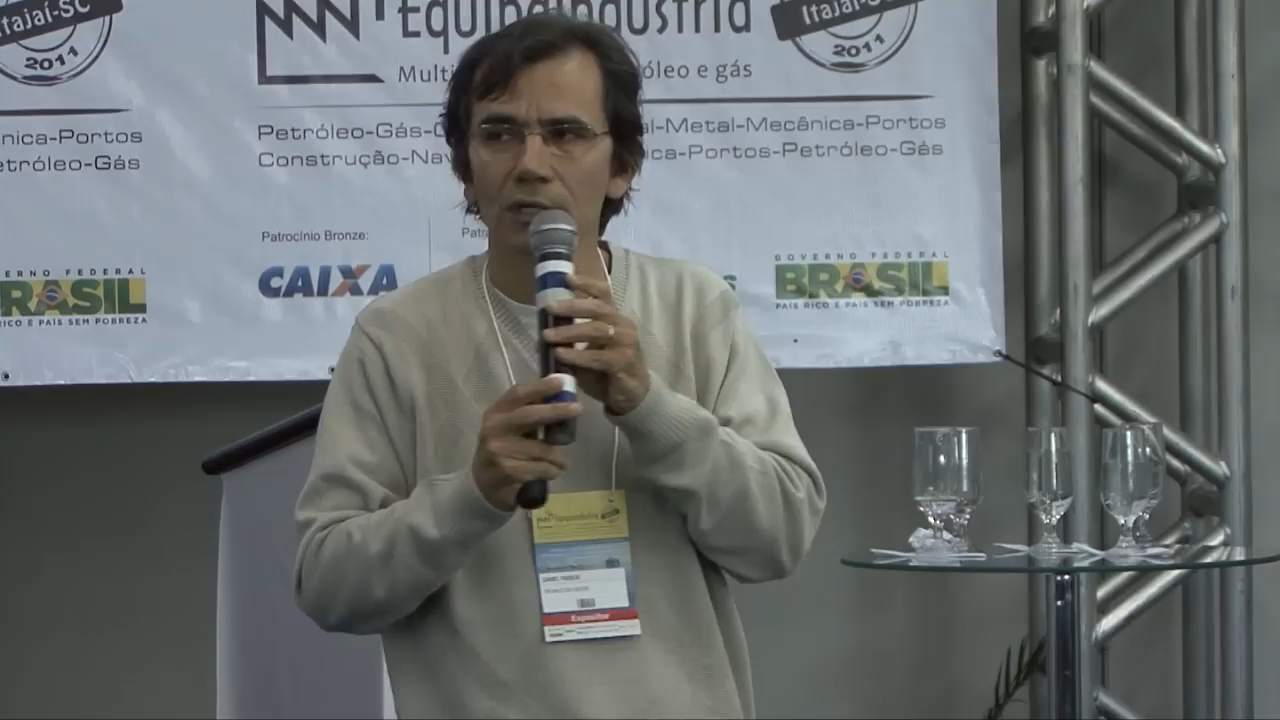 tajaí-SC
2011
Equipaindústria
Itajaí-SC
2011
Multi
óleo e gás
ânica-Portos
etróleo-Gás
Petróleo-Gás-
al-Metal-Mecânica-Portos
Construção-Nav
ica-Portos-Petróleo-Gás
Patrocínio Bronze:
Patr
CAIXA
ERNO FEDERAL
BRASIL
RICO É PAÍS SEM POBREZA
GOVERNO FEDERAL
BRASIL
PAÍS RICO É PAÍS SEM POBREZA
Expositor